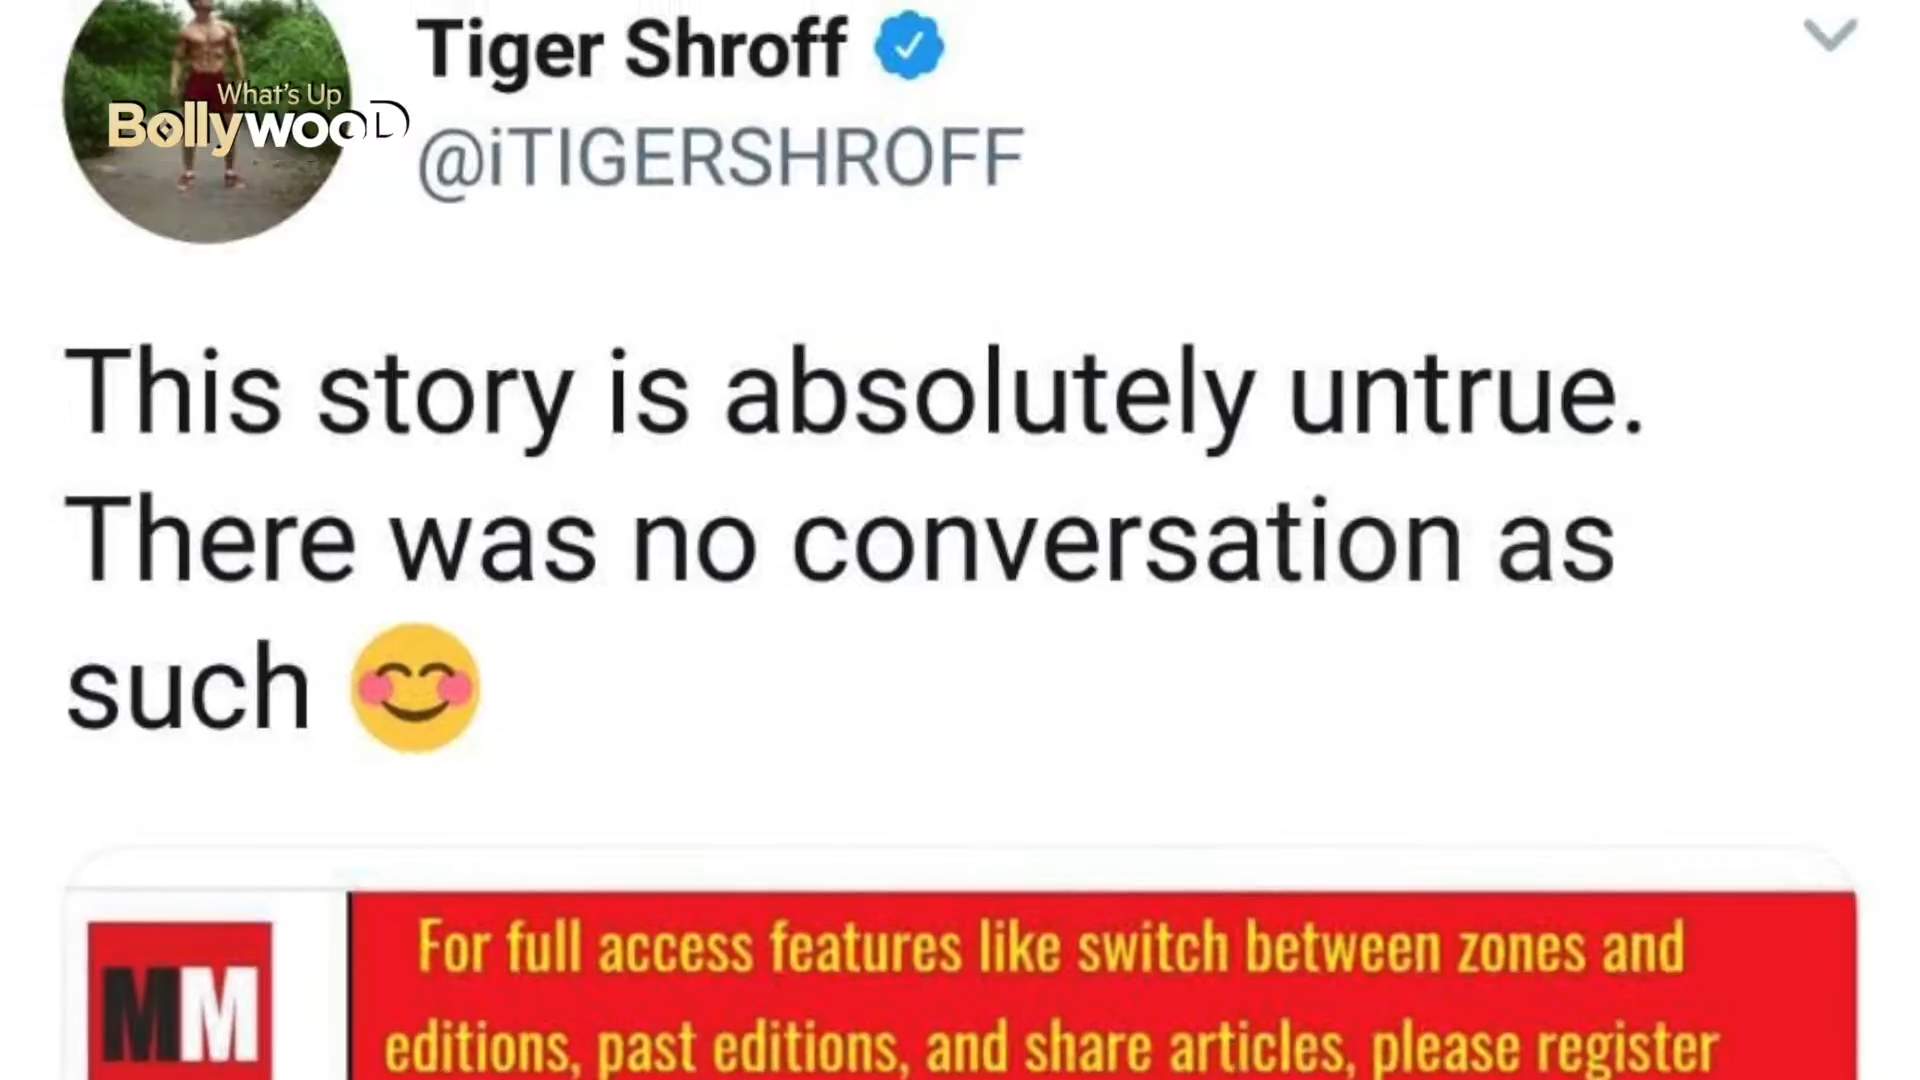 Tiger Shroff
What's Up
BollywooD
@iTIGERSHROFF
This story is absolutely untrue.
There was no conversation as
such 😊
MM
For full access features like switch between zones and
editions, past editions, and share articles, please register